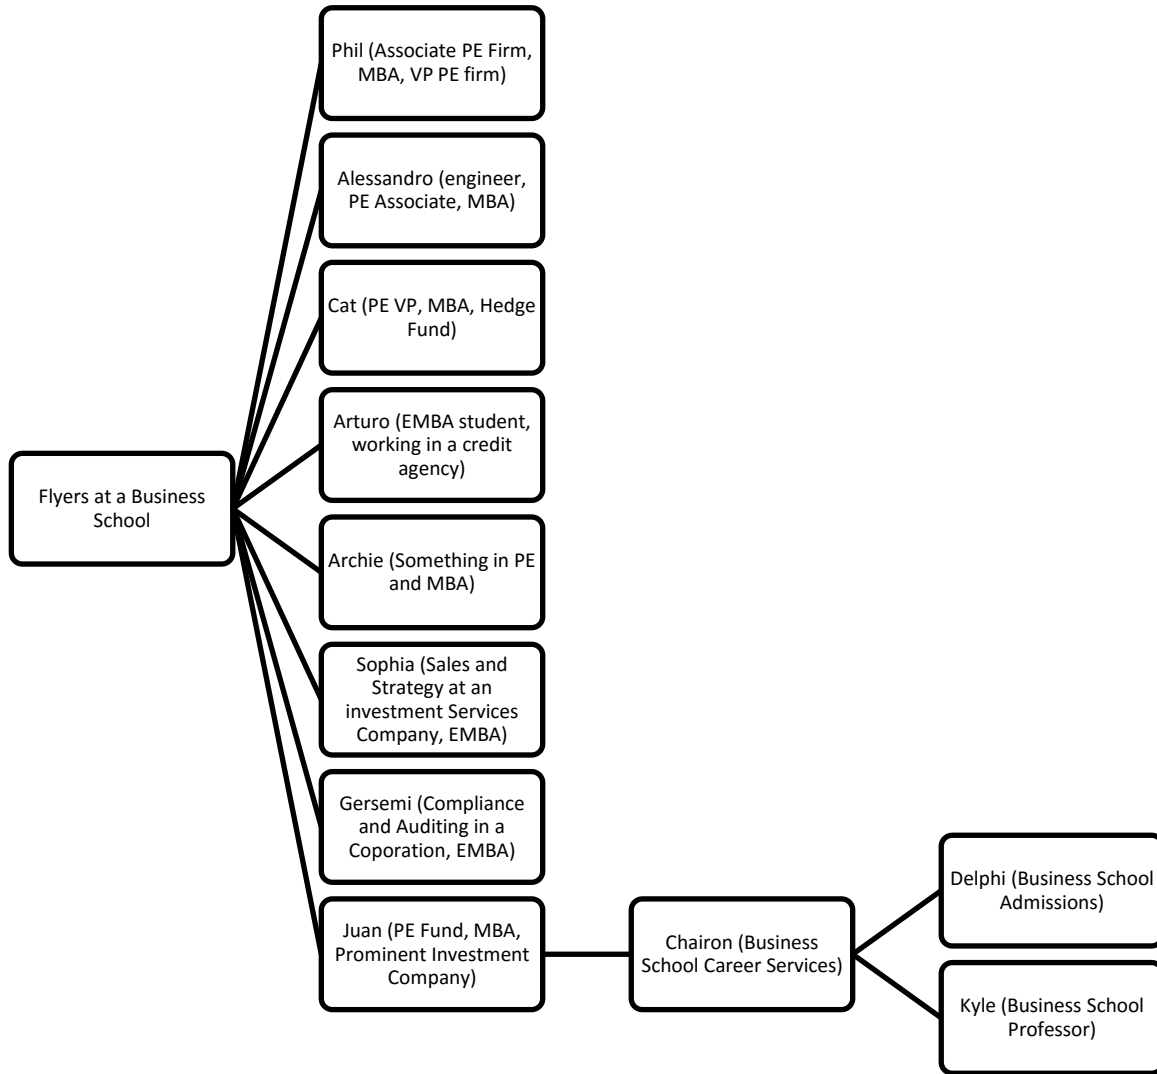 Phil (Associate PE Firm,
MBA, VP PE firm)
Alessandro (engineer,
PE Associate, MBA)
Cat (PE VP, MBA, Hedge
Fund)
Arturo (EMBA student,
working in a credit
agency)
Flyers at a Business
School
Archie (Something in PE
and MBA)
Sophia (Sales and
Strategy at an
investment Services
Company, EMBA)
Gersemi (Compliance
and Auditing in a
Coporation, EMBA)
Juan (PE Fund, MBA,
Prominent Investment
Company)
Chairon (Business
School Career Services)
Delphi (Business School
Admissions)
Kyle (Business School
Professor)